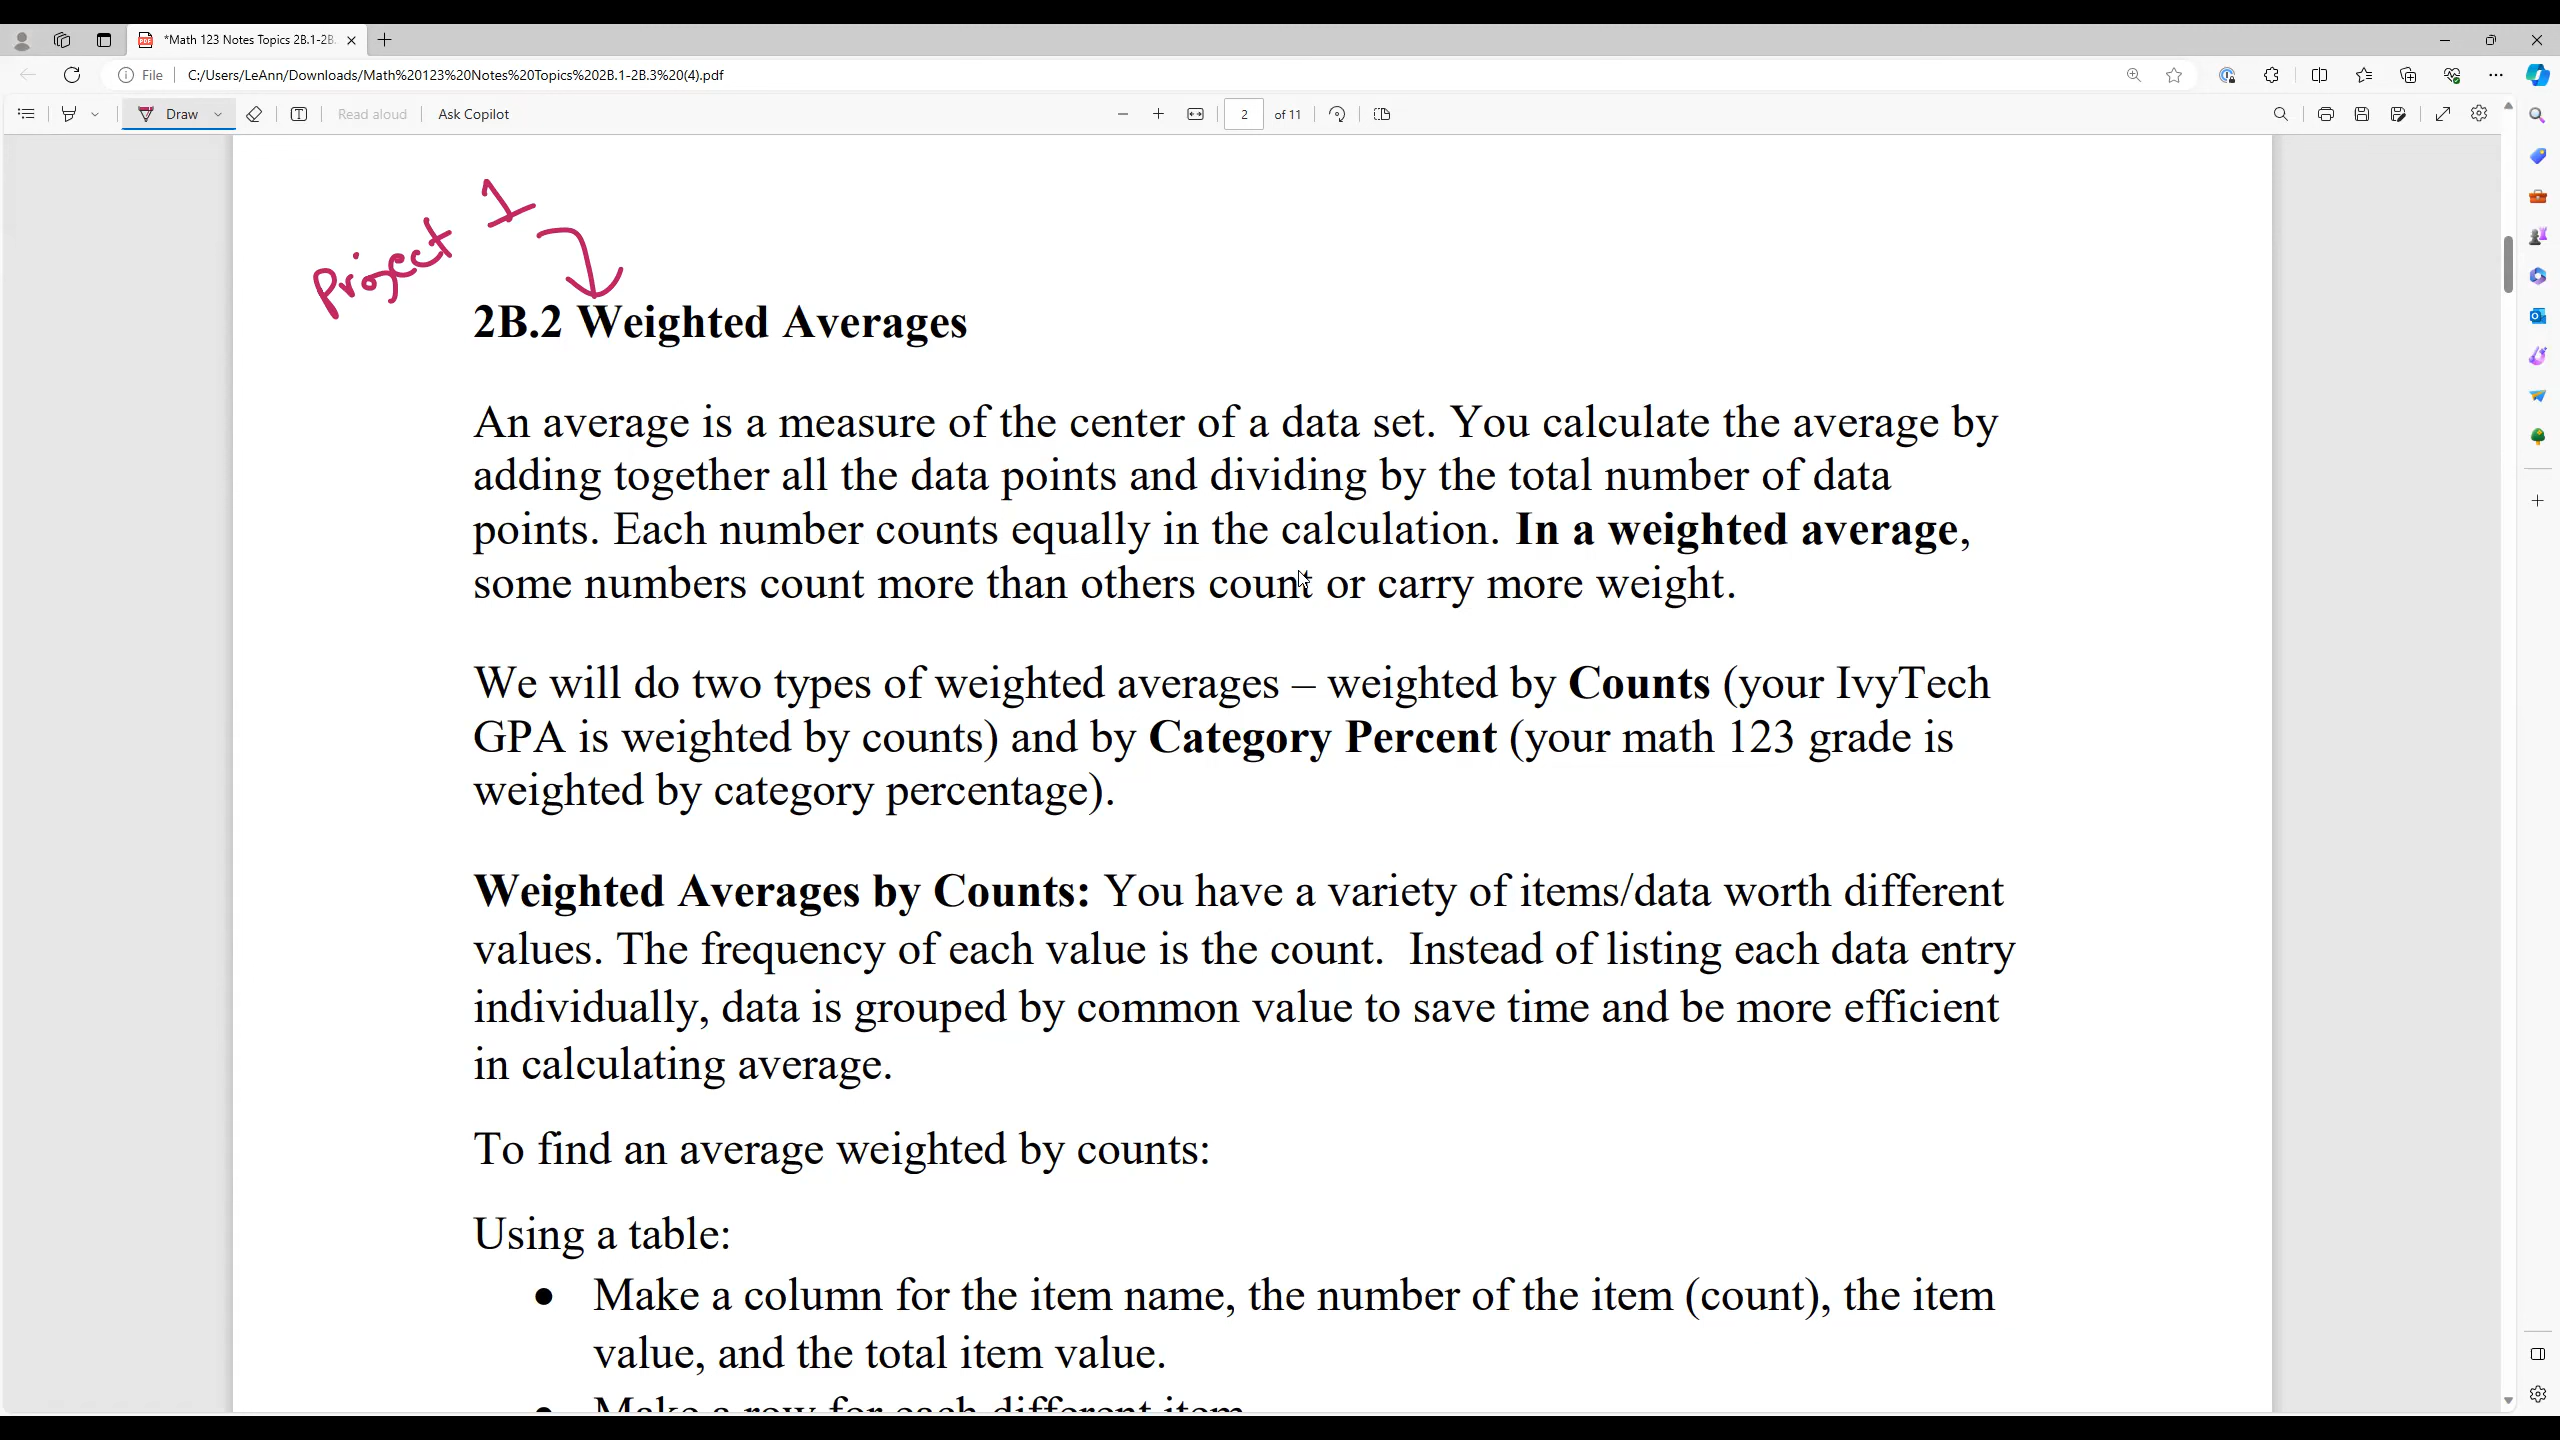 *Math 123 Notes Topics 2B.1-2B.
File
C:/Users/LeAnn/Downloads/Math%20123%20Notes%20Topics%202B.1-2B.3%20(4).pdf
Draw
Read aloud
Ask Copilot
2 of 11
Project 1
2B.2 Weighted Averages
An average is a measure of the center of a data set. You calculate the average by
adding together all the data points and dividing by the total number of data
points. Each number counts equally in the calculation. In a weighted average,
some numbers count more than others count or carry more weight.
We will do two types of weighted averages – weighted by Counts (your IvyTech
GPA is weighted by counts) and by Category Percent (your math 123 grade is
weighted by category percentage).
Weighted Averages by Counts: You have a variety of items/data worth different
values. The frequency of each value is the count.  Instead of listing each data entry
individually, data is grouped by common value to save time and be more efficient
in calculating average.
To find an average weighted by counts:
Using a table:
• Make a column for the item name, the number of the item (count), the item
value, and the total item value.
• Make a row for each different item